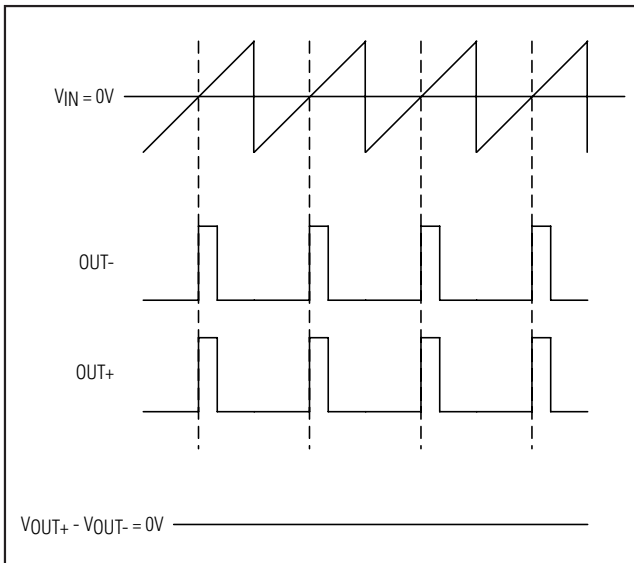 VIN = 0V
OUT-
OUT+
VOUT+ - VOUT- = 0V